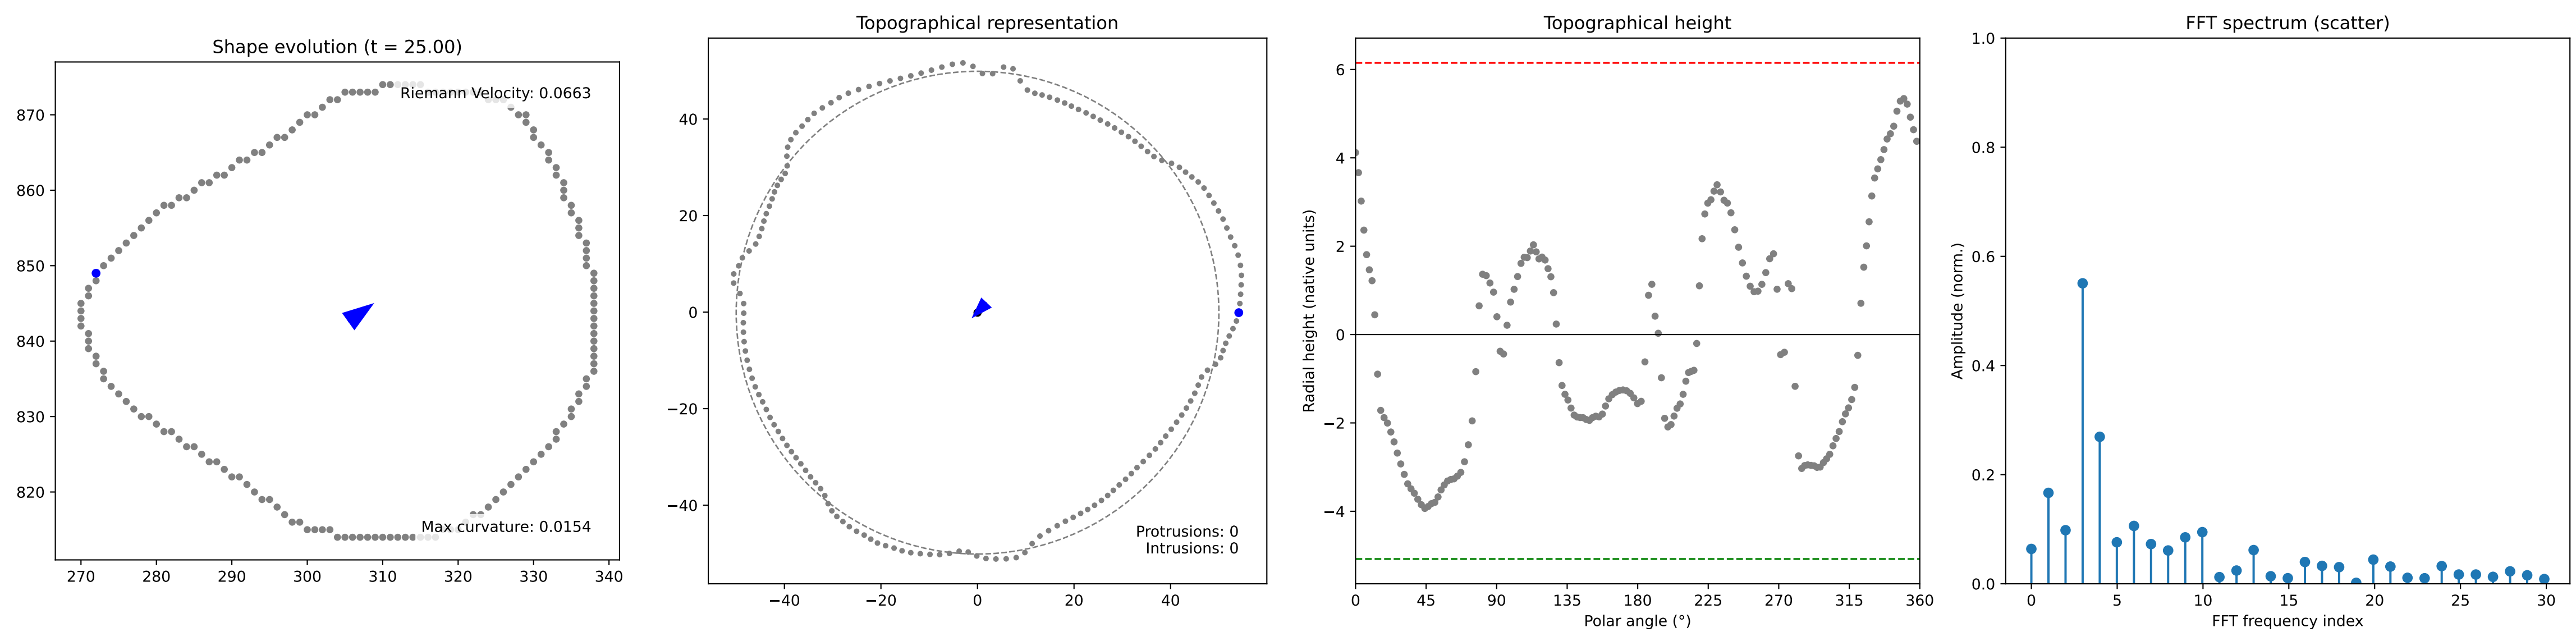 Shape evolution (t = 25.00)
Riemann Velocity: 0.0663
Max curvature: 0.0154
870
860
850
840
830
820
270 280 290 300 310 320 330 340
Topographical representation
Protrusions: 0
Intrusions: 0
40
20
0
−20
−40
−40 −20 0 20 40
Topographical height
Radial height (native units)
6
4
2
0
−2
−4
0 45 90 135 180 225 270 315 360
Polar angle (°)
FFT spectrum (scatter)
Amplitude (norm.)
1.0
0.8
0.6
0.4
0.2
0.0
0 5 10 15 20 25 30
FFT frequency index